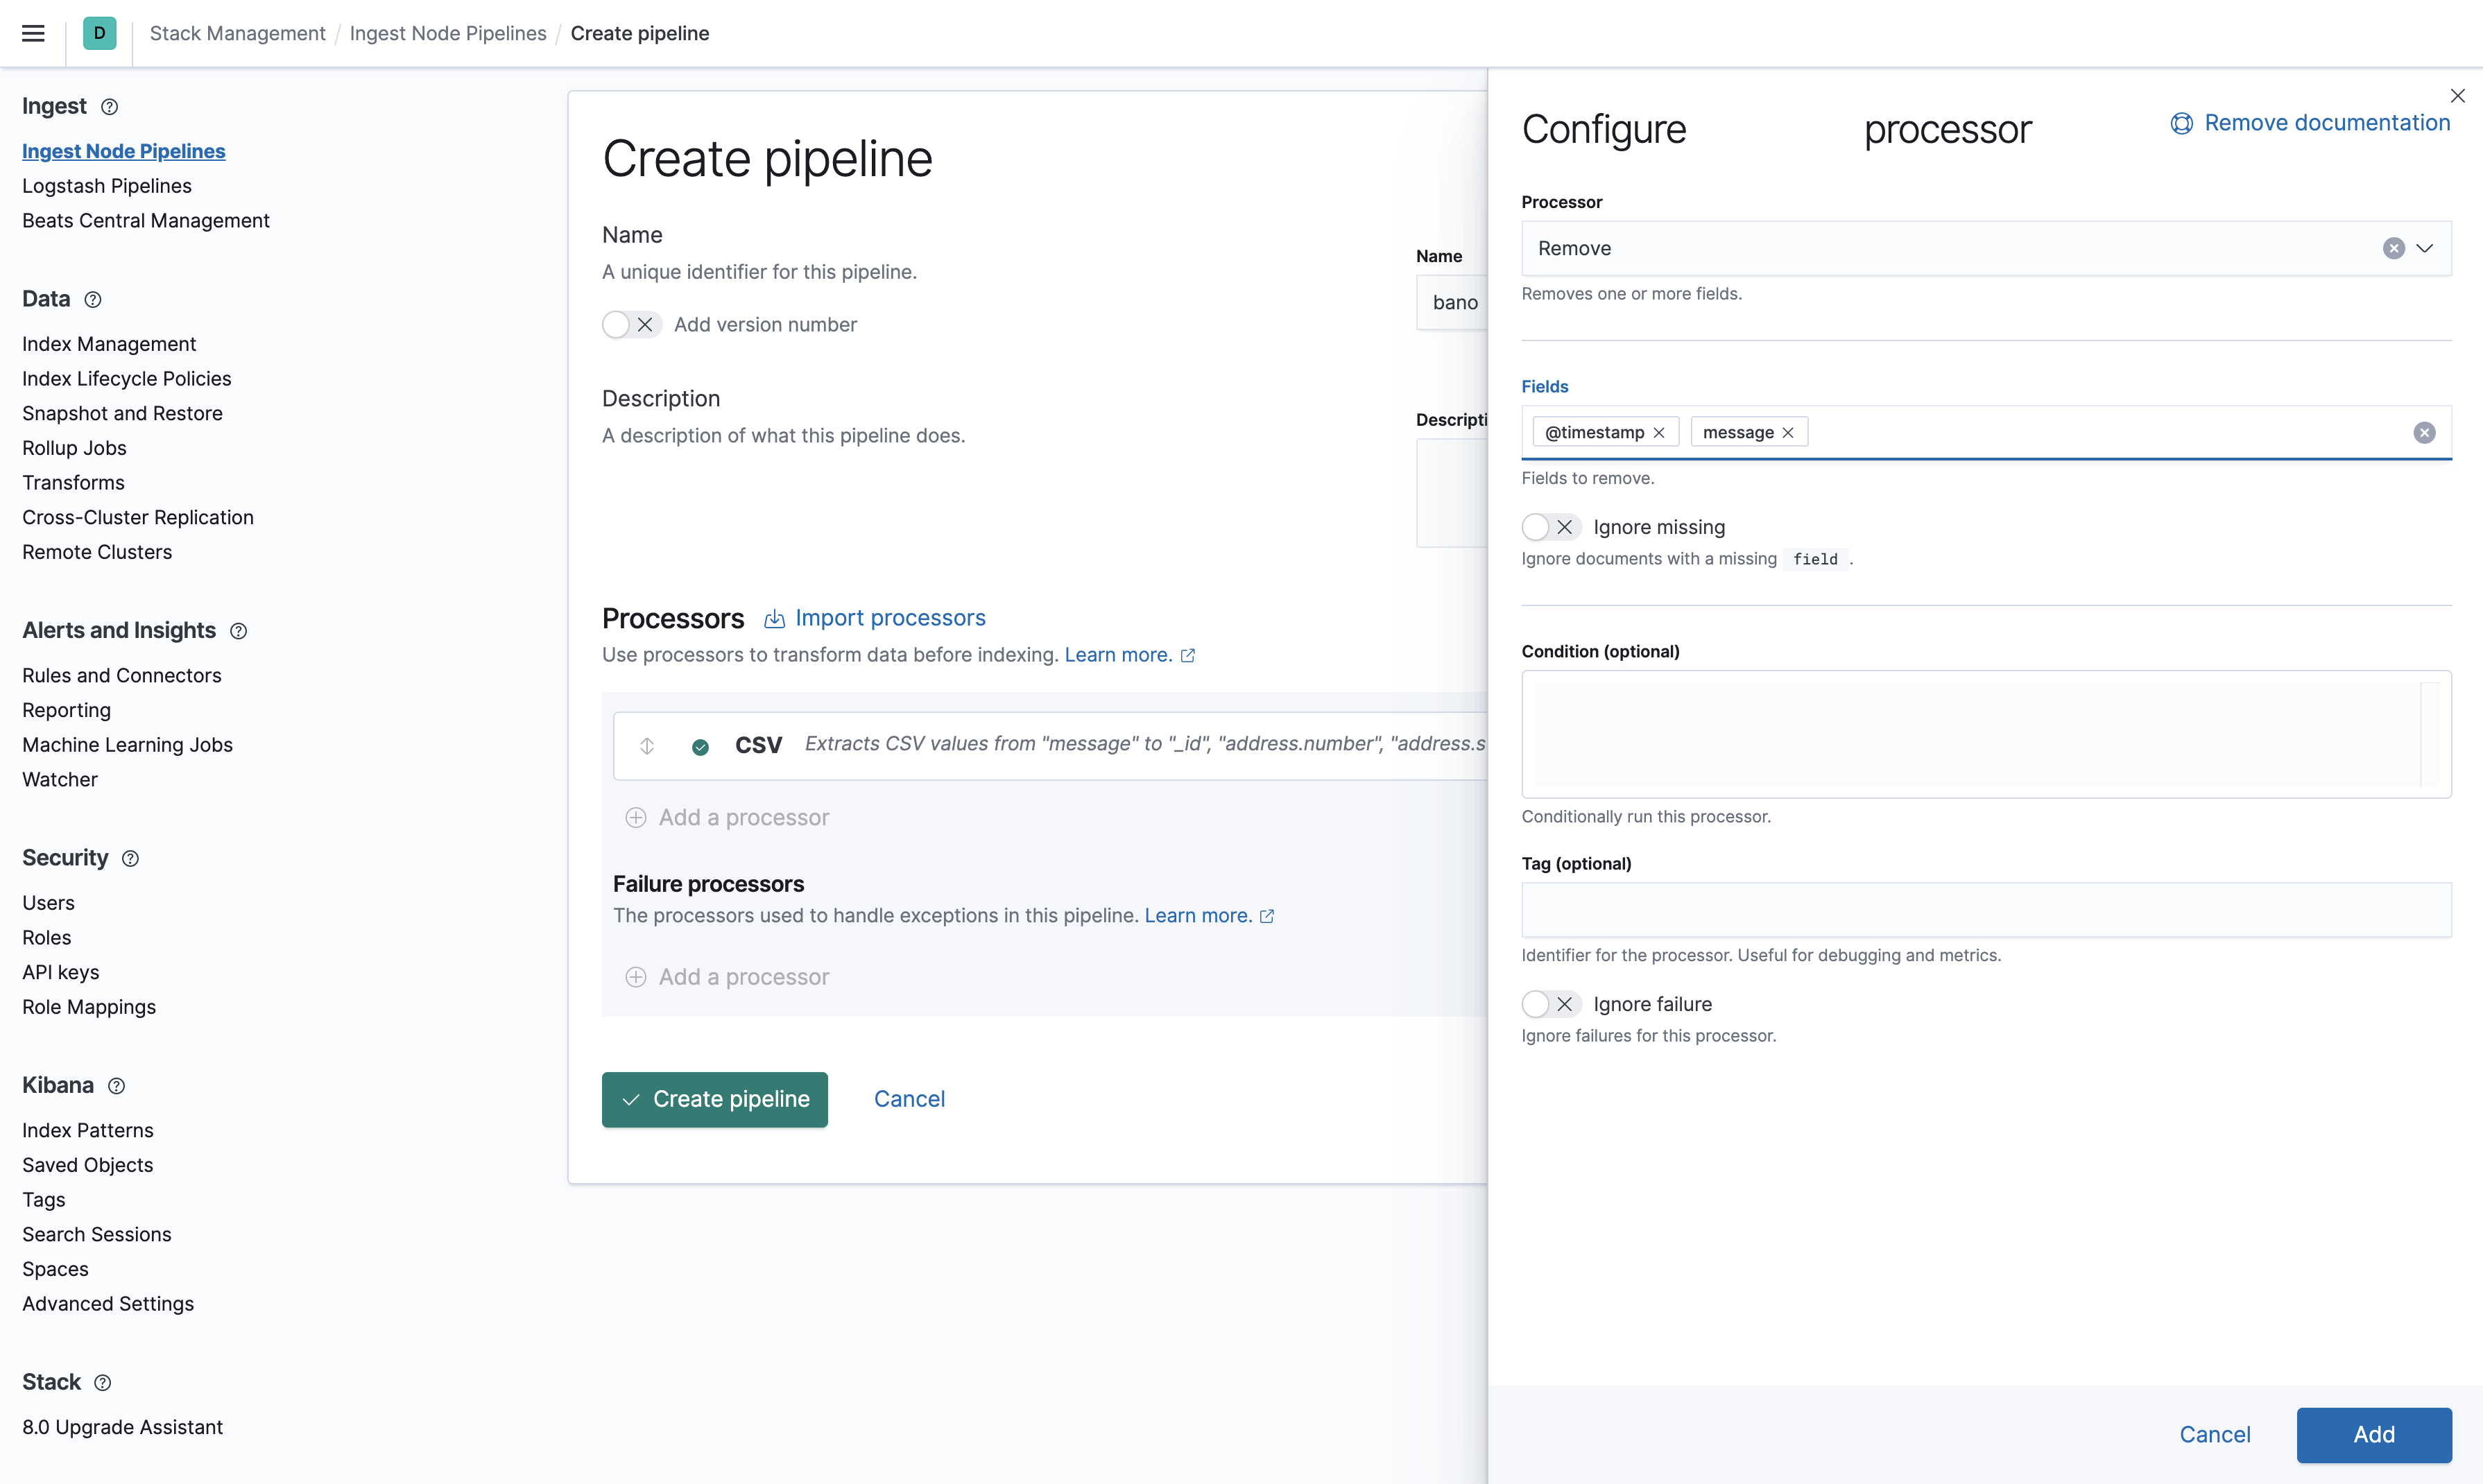 D Stack Management / Ingest Node Pipelines / Create pipeline
Ingest
Ingest Node Pipelines
Logstash Pipelines
Beats Central Management
Data
Index Management
Index Lifecycle Policies
Snapshot and Restore
Rollup Jobs
Transforms
Cross-Cluster Replication
Remote Clusters
Alerts and Insights
Rules and Connectors
Reporting
Machine Learning Jobs
Watcher
Security
Users
Roles
API keys
Role Mappings
Kibana
Index Patterns
Saved Objects
Tags
Search Sessions
Spaces
Advanced Settings
Stack
8.0 Upgrade Assistant
Create pipeline
Name
A unique identifier for this pipeline.
Add version number
Name
bano
Description
A description of what this pipeline does.
Descripti
Processors Import processors
Use processors to transform data before indexing. Learn more.
CSV Extracts CSV values from "message" to "_id", "address.number", "address.s
Add a processor
Failure processors
The processors used to handle exceptions in this pipeline. Learn more.
Add a processor
Create pipeline Cancel
Configure processor
Remove documentation
Processor
Remove
Removes one or more fields.
Fields
@timestamp message
Fields to remove.
Ignore missing
Ignore documents with a missing field .
Condition (optional)
Conditionally run this processor.
Tag (optional)
Identifier for the processor. Useful for debugging and metrics.
Ignore failure
Ignore failures for this processor.
Cancel Add